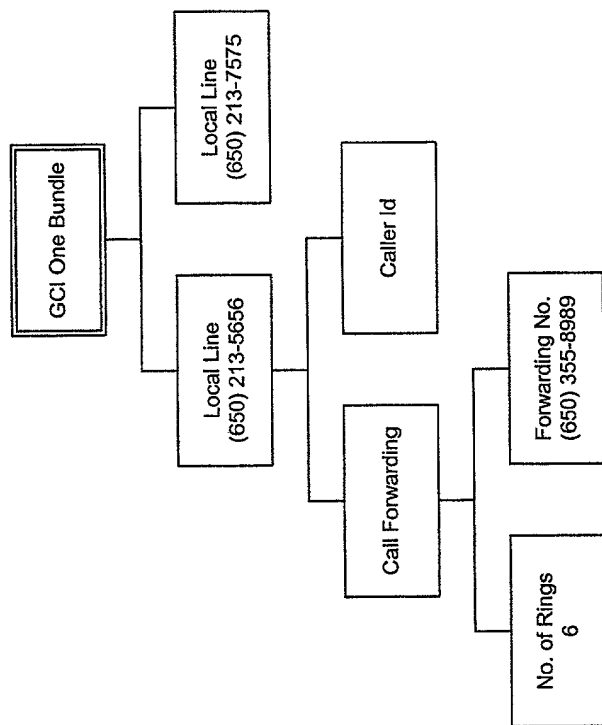 GCI One Bundle
Local Line
(650) 213-5656
Local Line
(650) 213-7575
Call Forwarding
Caller Id
No. of Rings
6
Forwarding No.
(650) 355-8989